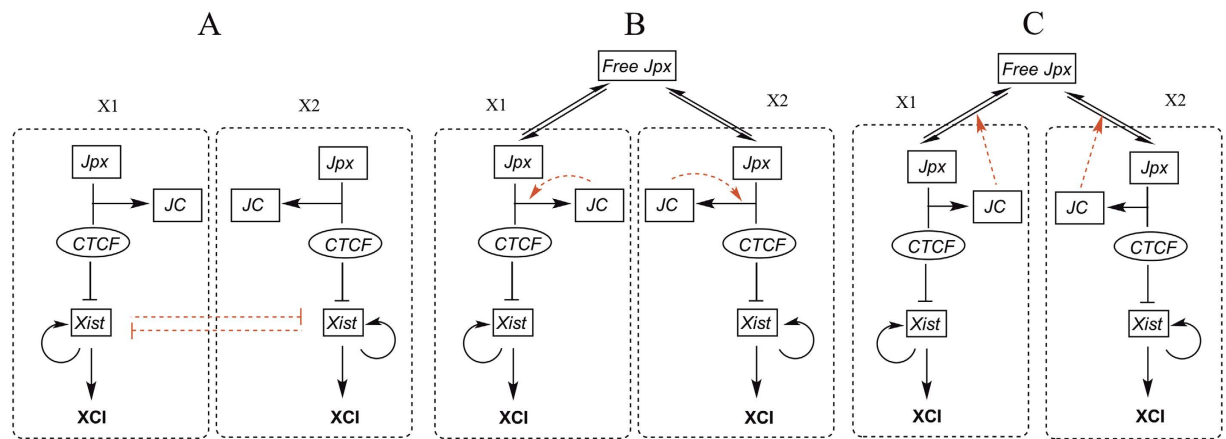 A
B
C
Free Jpx
Free Jpx
X1
X2
X1
X2
X1
X2
Jpx
Jpx
Jpx
Jpx
Jpx
Jpx
JC
JC
JC
JC
JC
JC
CTCF
CTCF
CTCF
CTCF
CTCF
CTCF
Xist
Xist
Xist
Xist
Xist
Xist
XCI
XCI
XCI
XCI
XCI
XCI